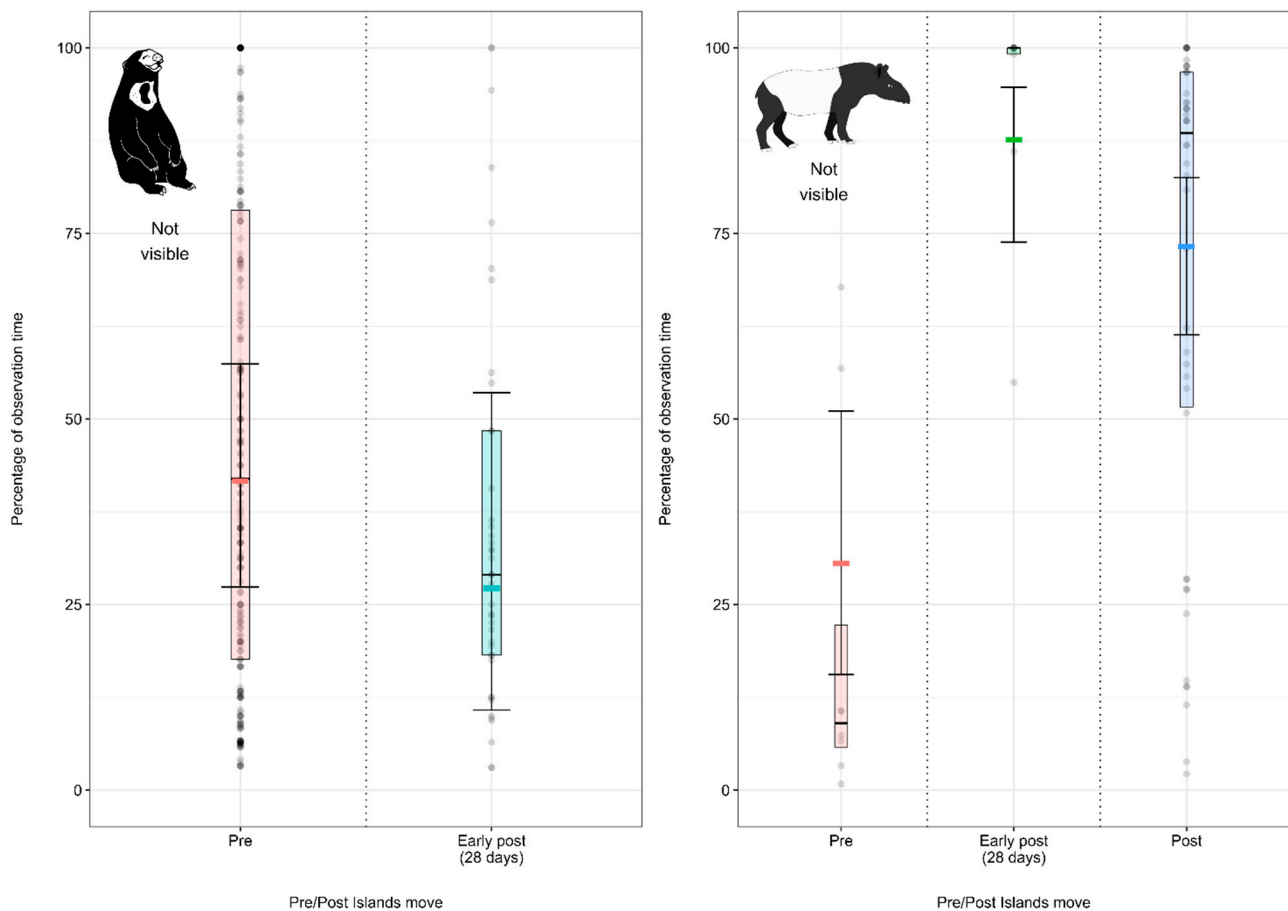 100
75
50
25
0
Percentage of observation time
Not
visible
Pre
Early post
(28 days)
Pre/Post Islands move
100
75
50
25
0
Percentage of observation time
Not
visible
Pre
Early post
(28 days)
Post
Pre/Post Islands move